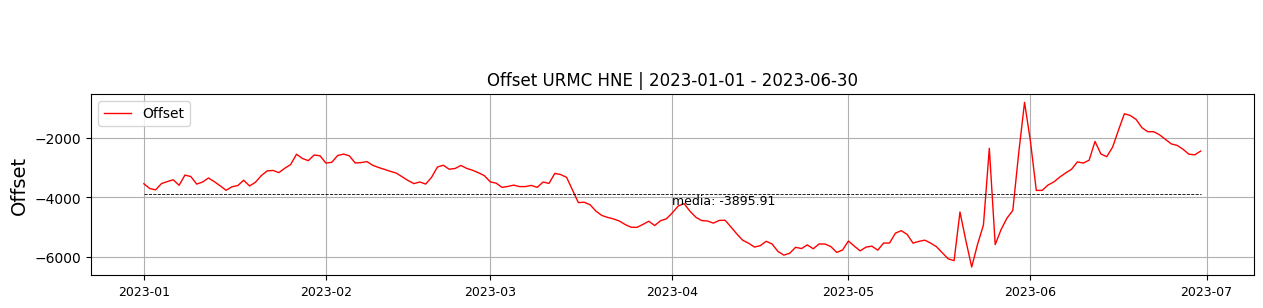 Offset URMC HNE | 2023-01-01 - 2023-06-30
Offset
Offset
−2000
−4000
−6000
media: -3895.91
2023-01 2023-02 2023-03 2023-04 2023-05 2023-06 2023-07